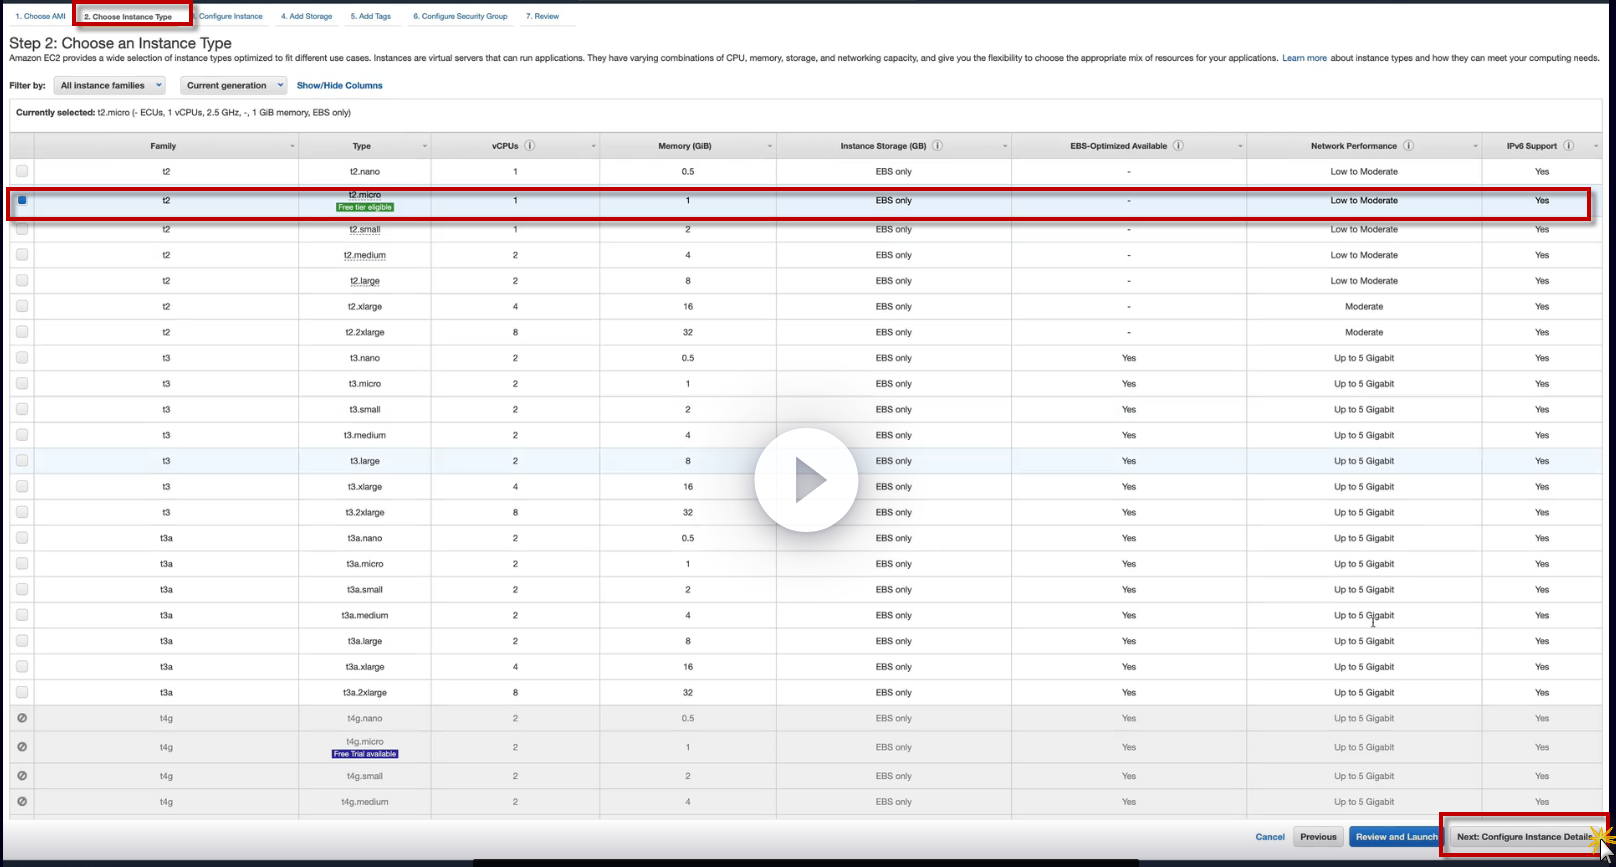 1. Choose AMI 2. Choose Instance Type Configure Instance 4. Add Storage 5. Add Tags 6. Configure Security Group 7. Review
Step 2: Choose an Instance Type
Amazon EC2 provides a wide selection of instance types optimized to fit different use cases. Instances are virtual servers that can run applications. They have varying combinations of CPU, memory, storage, and networking capacity, and give you the flexibility to choose the appropriate mix of resources for your applications. Learn more about instance types and how they can meet your computing needs.
Filter by: All instance families Current generation Show/Hide Columns
Currently selected: t2.micro (- ECUs, 1 vCPUs, 2.5 GHz, -, 1 GiB memory, EBS only)
Family Type vCPUs Memory (GiB) Instance Storage (GB) EBS-Optimized Available Network Performance IPv6 Support
t2 t2.nano 1 0.5 EBS only - Low to Moderate Yes
t2 t2.micro 1 1 EBS only - Low to Moderate Yes
Free tier eligible
t2 t2.small 1 2 EBS only - Low to Moderate Yes
t2 t2.medium 2 4 EBS only - Low to Moderate Yes
t2 t2.large 2 8 EBS only - Low to Moderate Yes
t2 t2.xlarge 4 16 EBS only - Moderate Yes
t2 t2.2xlarge 8 32 EBS only - Moderate Yes
t3 t3.nano 2 0.5 EBS only Yes Up to 5 Gigabit Yes
t3 t3.micro 2 1 EBS only Yes Up to 5 Gigabit Yes
t3 t3.small 2 2 EBS only Yes Up to 5 Gigabit Yes
t3 t3.medium 2 4 EBS only Yes Up to 5 Gigabit Yes
t3 t3.large 2 8 EBS only Yes Up to 5 Gigabit Yes
t3 t3.xlarge 4 16 EBS only Yes Up to 5 Gigabit Yes
t3 t3.2xlarge 8 32 EBS only Yes Up to 5 Gigabit Yes
t3a t3a.nano 2 0.5 EBS only Yes Up to 5 Gigabit Yes
t3a t3a.micro 2 1 EBS only Yes Up to 5 Gigabit Yes
t3a t3a.small 2 2 EBS only Yes Up to 5 Gigabit Yes
t3a t3a.medium 2 4 EBS only Yes Up to 5 Gigabit Yes
t3a t3a.large 2 8 EBS only Yes Up to 5 Gigabit Yes
t3a t3a.xlarge 4 16 EBS only Yes Up to 5 Gigabit Yes
t3a t3a.2xlarge 8 32 EBS only Yes Up to 5 Gigabit Yes
t4g t4g.nano 2 0.5 EBS only Yes Up to 5 Gigabit Yes
t4g t4g.micro 2 1 EBS only Yes Up to 5 Gigabit Yes
Free Trial available
t4g t4g.small 2 2 EBS only Yes Up to 5 Gigabit Yes
t4g t4g.medium 2 4 EBS only Yes Up to 5 Gigabit Yes
Cancel Previous Review and Launch Next: Configure Instance Details